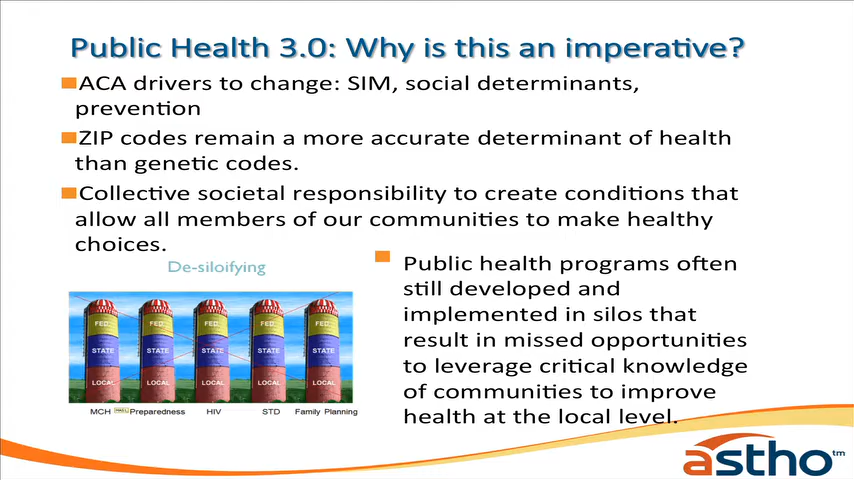 Public Health 3.0: Why is this an imperative?
ACA drivers to change: SIM, social determinants,
prevention
ZIP codes remain a more accurate determinant of health
than genetic codes.
Collective societal responsibility to create conditions that
allow all members of our communities to make healthy
choices.
De-siloifying
FED FED FED FED FED
STATE STATE STATE STATE STATE
LOCAL LOCAL LOCAL LOCAL LOCAL
MCH Preparedness HIV STD Family Planning
Public health programs often
still developed and
implemented in silos that
result in missed opportunities
to leverage critical knowledge
of communities to improve
health at the local level.
astho™